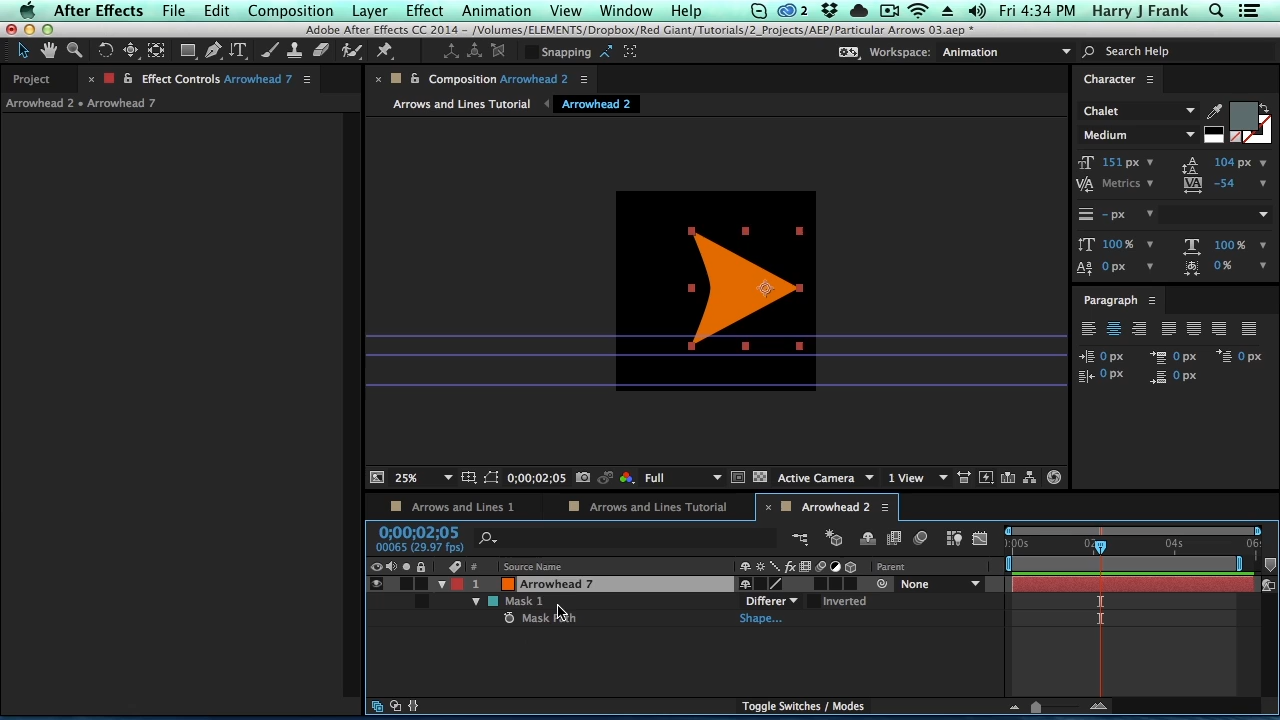 After Effects File Edit Composition Layer Effect Animation View Window Help 2 Fri 4:34 PM Harry J Frank
Adobe After Effects CC 2014 - /Volumes/ELEMENTS/Dropbox/Red Giant/Tutorials/2_Projects/AEP/Particular Arrows 03.aep *
Snapping Workspace: Animation Search Help
Project × Effect Controls Arrowhead 7 × Composition Arrowhead 2 Character
Arrowhead 2 • Arrowhead 7
Arrows and Lines Tutorial Arrowhead 2
Chalet
Medium
151 px 104 px
Metrics -54
- px
100 % 100 %
0 px 0 %
Paragraph
0 px 0 px 0 px
0 px 0 px
25% 0;00;02;05 Full Active Camera 1 View
Arrows and Lines 1 Arrows and Lines Tutorial × Arrowhead 2
0;00;02;05
00065 (29.97 fps)
04s
# Source Name fx Parent
1 Arrowhead 7 None
Mask 1 Differer Inverted
Shape...
Toggle Switches / Modes